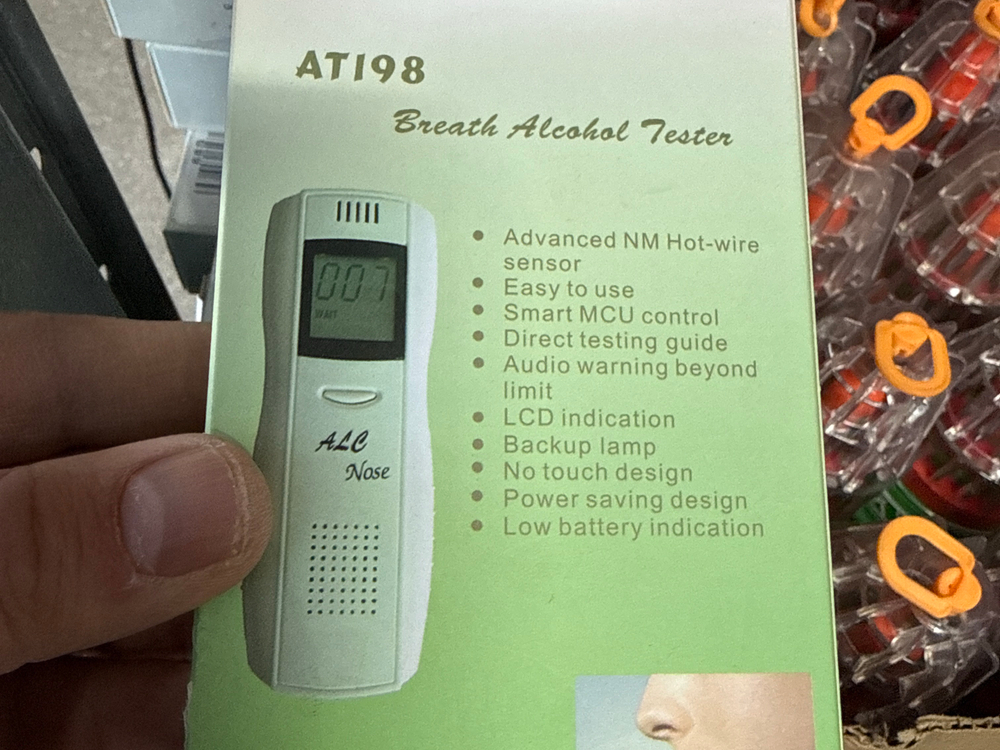 AT198
Breath Alcohol Tester
007
WAIT
ALC
Nose
Advanced NM Hot-wire
sensor
Easy to use
Smart MCU control
Direct testing guide
Audio warning beyond
limit
LCD indication
Backup lamp
No touch design
Power saving design
Low battery indication